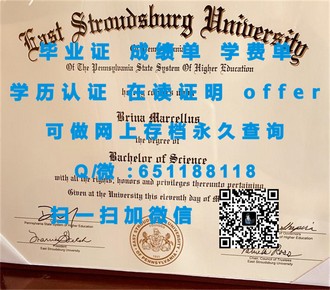 East Stroudsburg University
of Pennsylvania
毕业证 成绩单 学费单
Of The Pennsylvania State System Of Higher Education
学历认证 在读证明 offer
Brina Marcellus
可做网上存档永久查询
the degree of
Bachelor of Science
Q/微 :651188118
with all the rights, honors and privileges thereunto pertaining
Given at the University this eleventh day of
扫一扫加微信